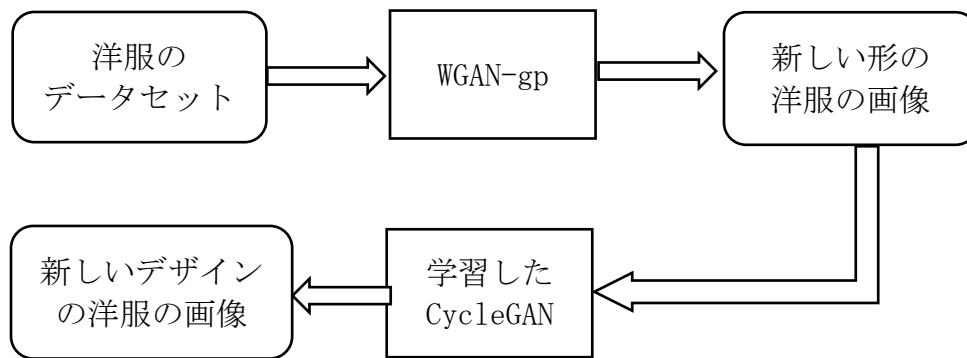 洋服の
データセット
WGAN-gp
新しい形の
洋服の画像
学習した
CycleGAN
新しいデザイン
の洋服の画像